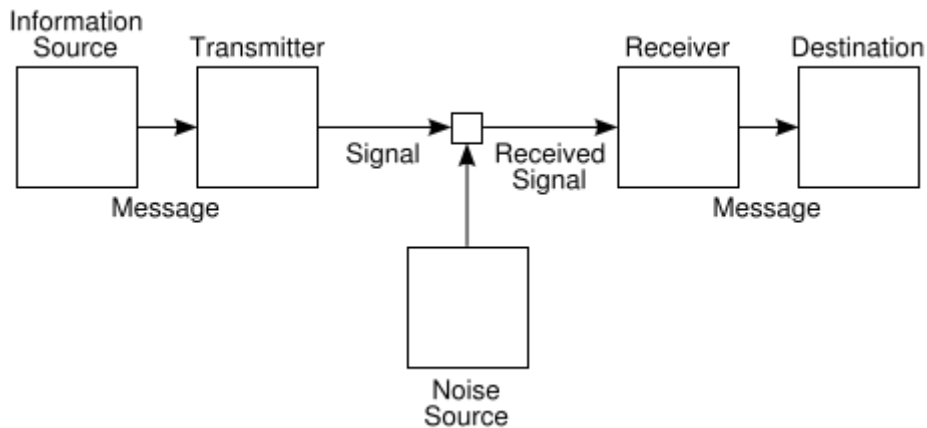 Information
Source
Transmitter
Receiver
Destination
Signal
Received
Signal
Message
Message
Noise
Source